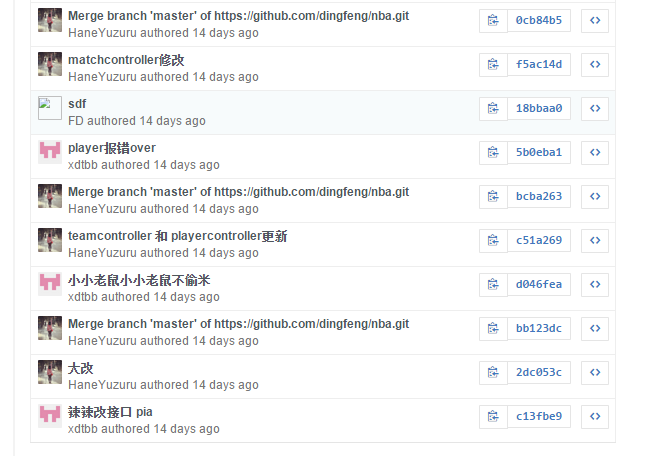 Merge branch 'master' of https://github.com/dingfeng/nba.git
HaneYuzuru authored 14 days ago
0cb84b5
matchcontroller修改
HaneYuzuru authored 14 days ago
f5ac14d
sdf
FD authored 14 days ago
18bbaa0
player报错over
xdtbb authored 14 days ago
5b0eba1
Merge branch 'master' of https://github.com/dingfeng/nba.git
HaneYuzuru authored 14 days ago
bcba263
teamcontroller 和 playercontroller更新
HaneYuzuru authored 14 days ago
c51a269
小小老鼠小小老鼠不偷米
xdtbb authored 14 days ago
d046fea
Merge branch 'master' of https://github.com/dingfeng/nba.git
HaneYuzuru authored 14 days ago
bb123dc
大改
HaneYuzuru authored 14 days ago
2dc053c
辣辣改接口 pia
xdtbb authored 14 days ago
c13fbe9